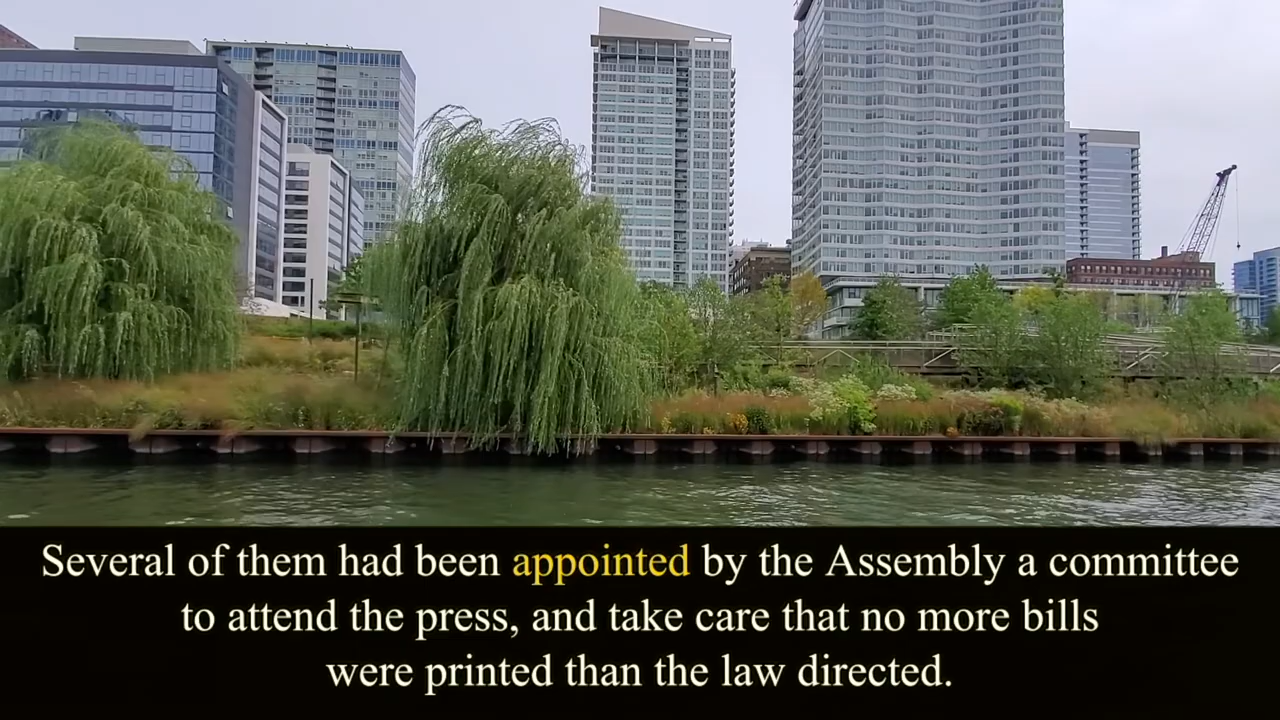 Several of them had been appointed by the Assembly a committee
to attend the press, and take care that no more bills
were printed than the law directed.